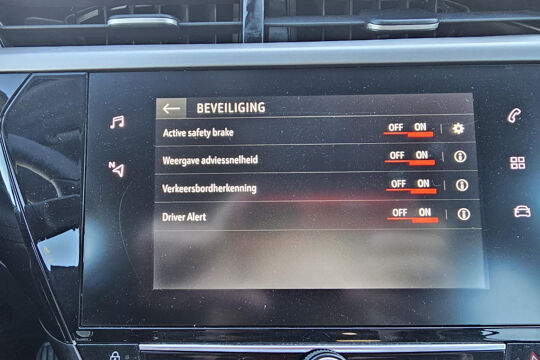 BEVEILIGING
Active safety brake OFF ON
Weergave adviessnelheid OFF ON
Verkeersbordherkenning OFF ON
Driver Alert OFF ON
N